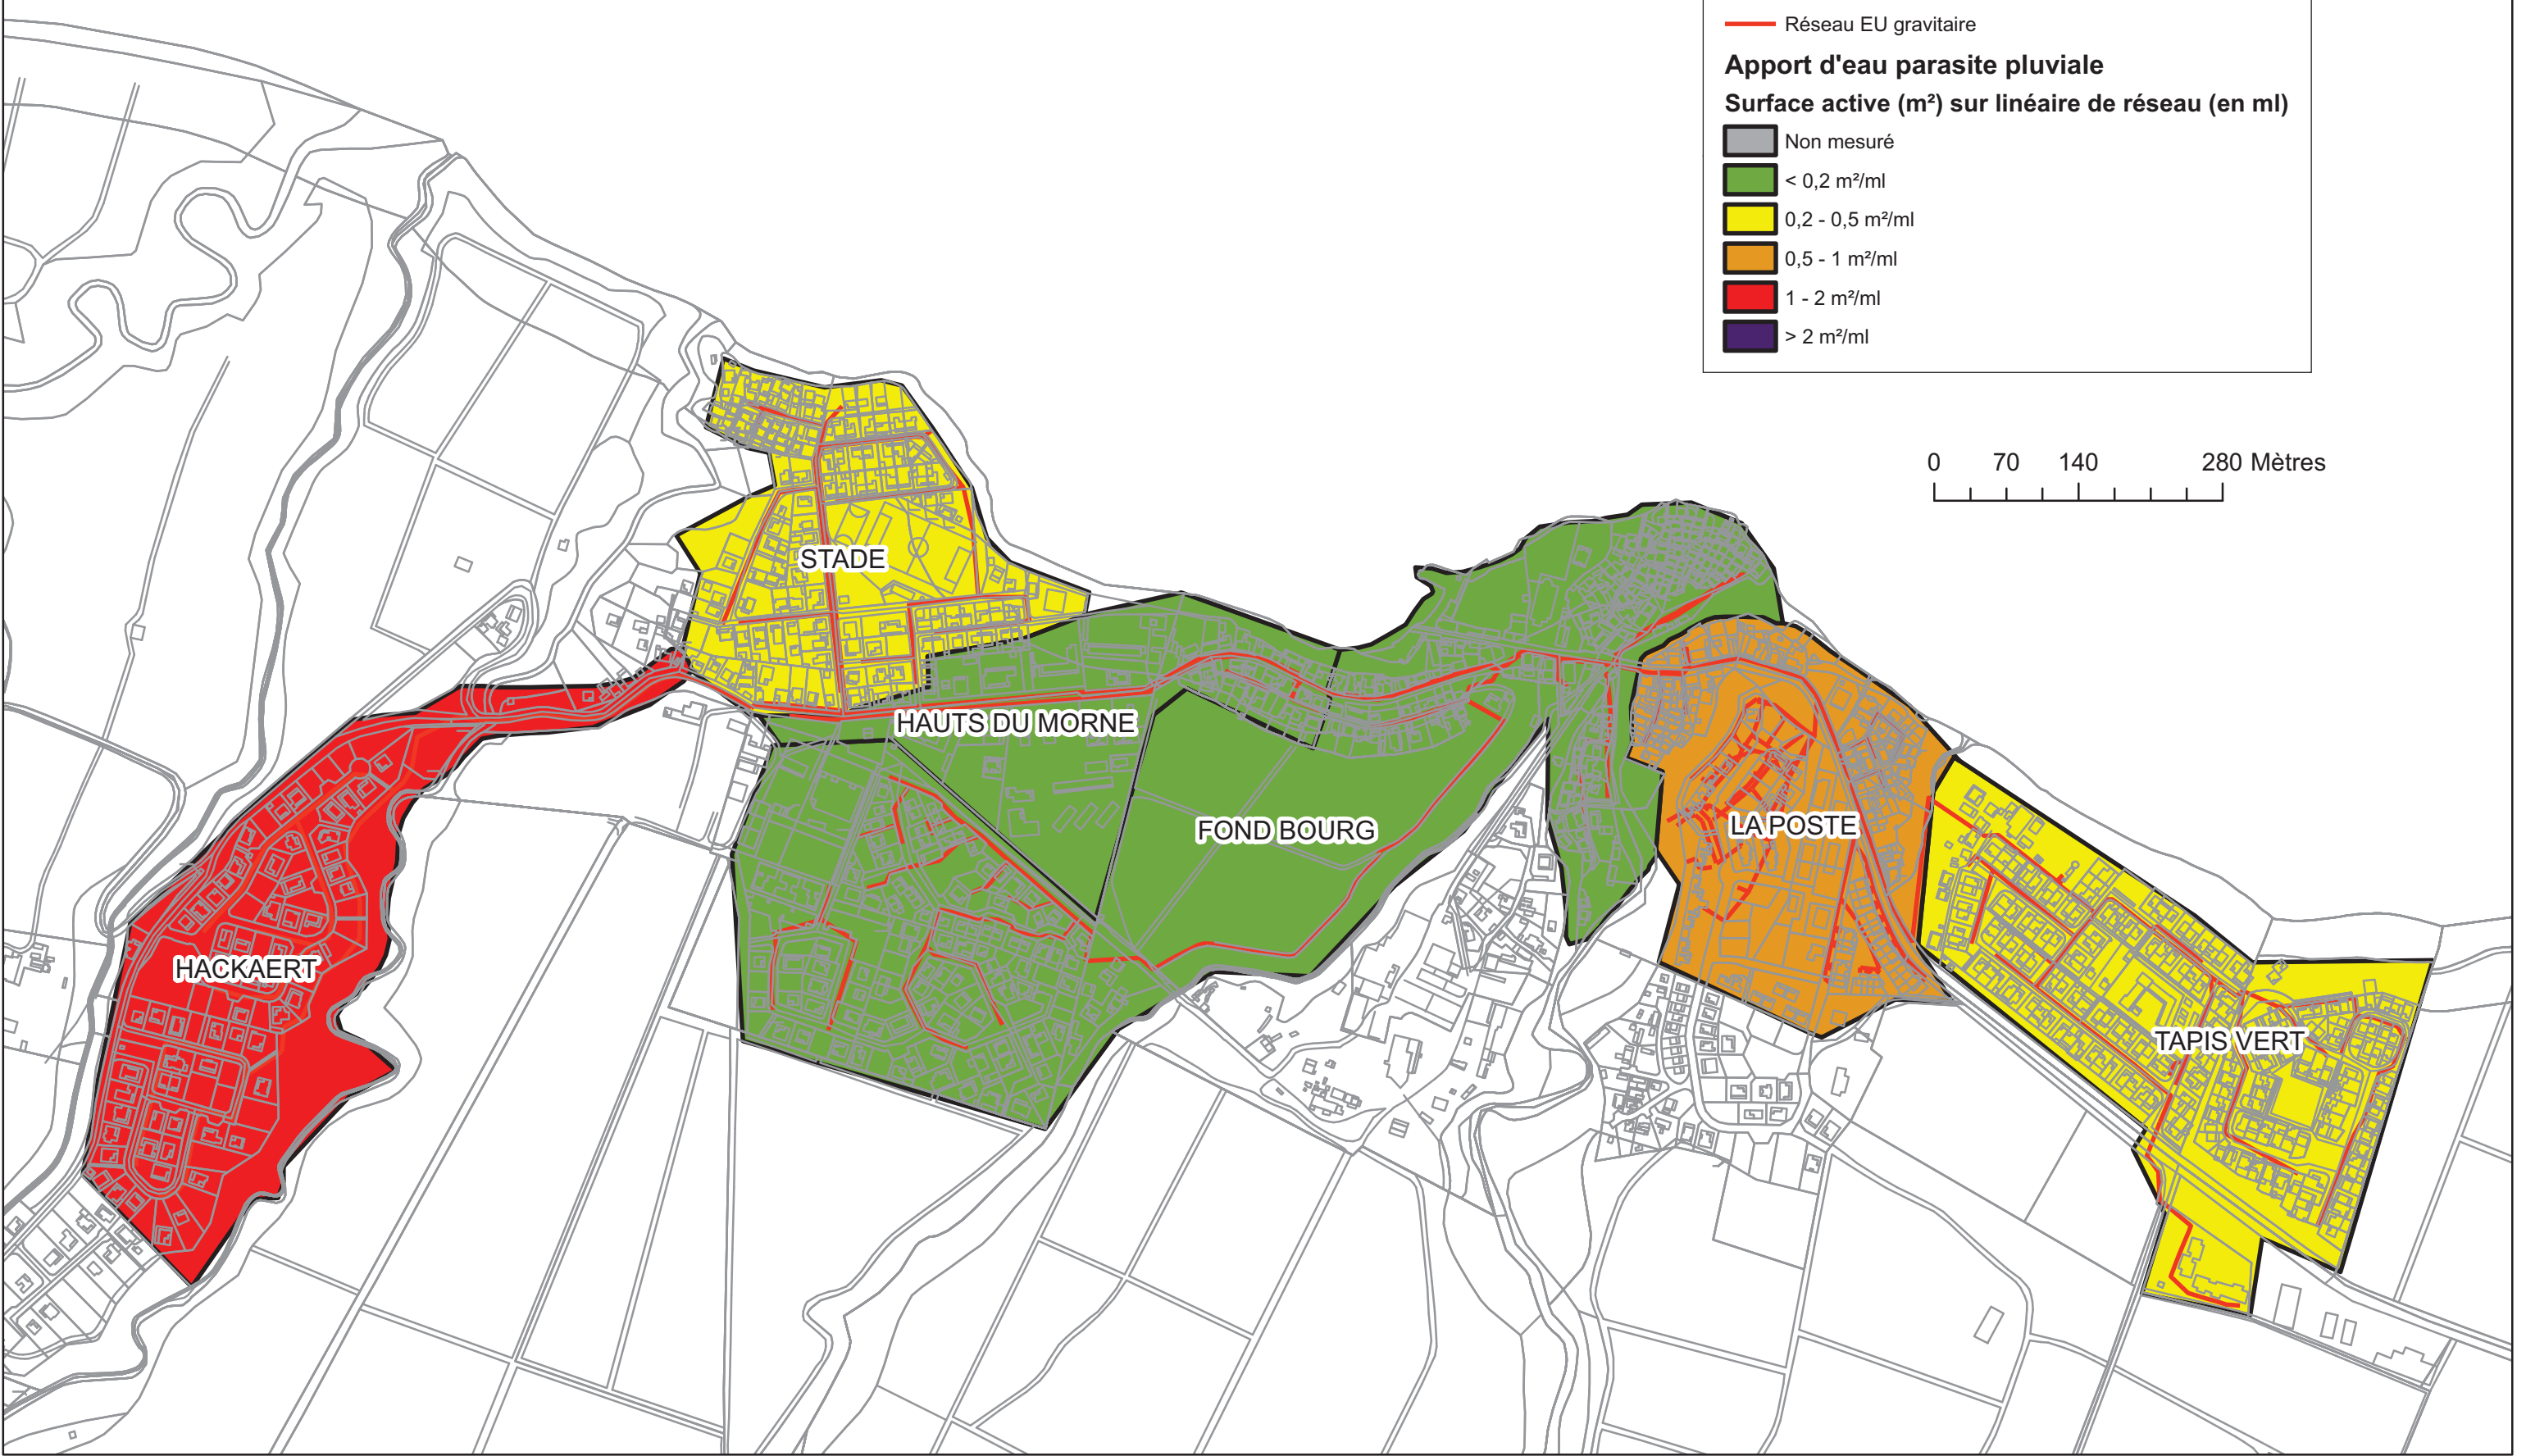 Réseau EU gravitaire
Apport d'eau parasite pluviale
Surface active (m²) sur linéaire de réseau (en ml)
Non mesuré
< 0,2 m²/ml
0,2 - 0,5 m²/ml
0,5 - 1 m²/ml
1 - 2 m²/ml
> 2 m²/ml
0 70 140 280 Mètres
STADE
HAUTS DU MORNE
FOND BOURG
LA POSTE
HACKAERT
TAPIS VERT